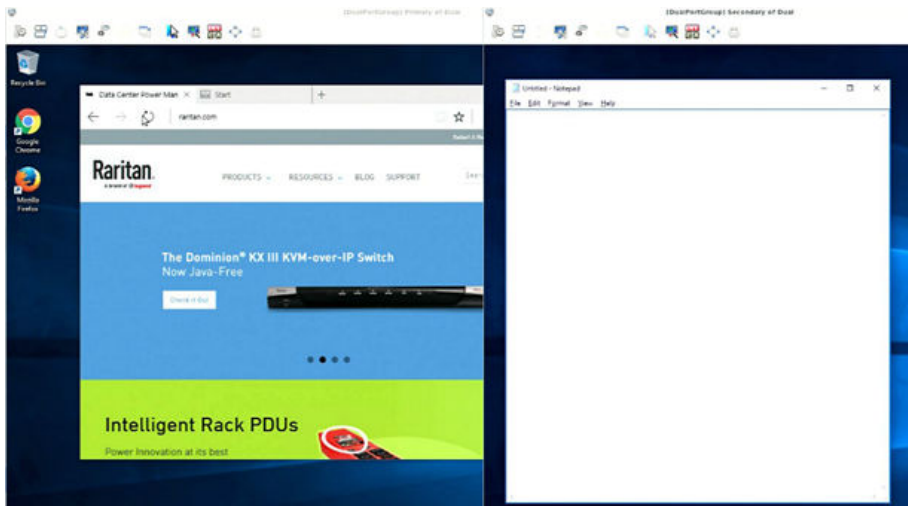 [DualPortGroup] Primary of Dual
Recycle Bin
Google
Chrome
Mozilla
Firefox
Data Center Power Man
Start
raritan.com
Raritan.
PRODUCTS
RESOURCES
BLOG
SUPPORT
The Dominion® KX III KVM-over-IP Switch
Now Java-Free
Check it Out
Intelligent Rack PDUs
Power Innovation at its best
[DualPortGroup] Secondary of Dual
Untitled - Notepad
File Edit Format View Help